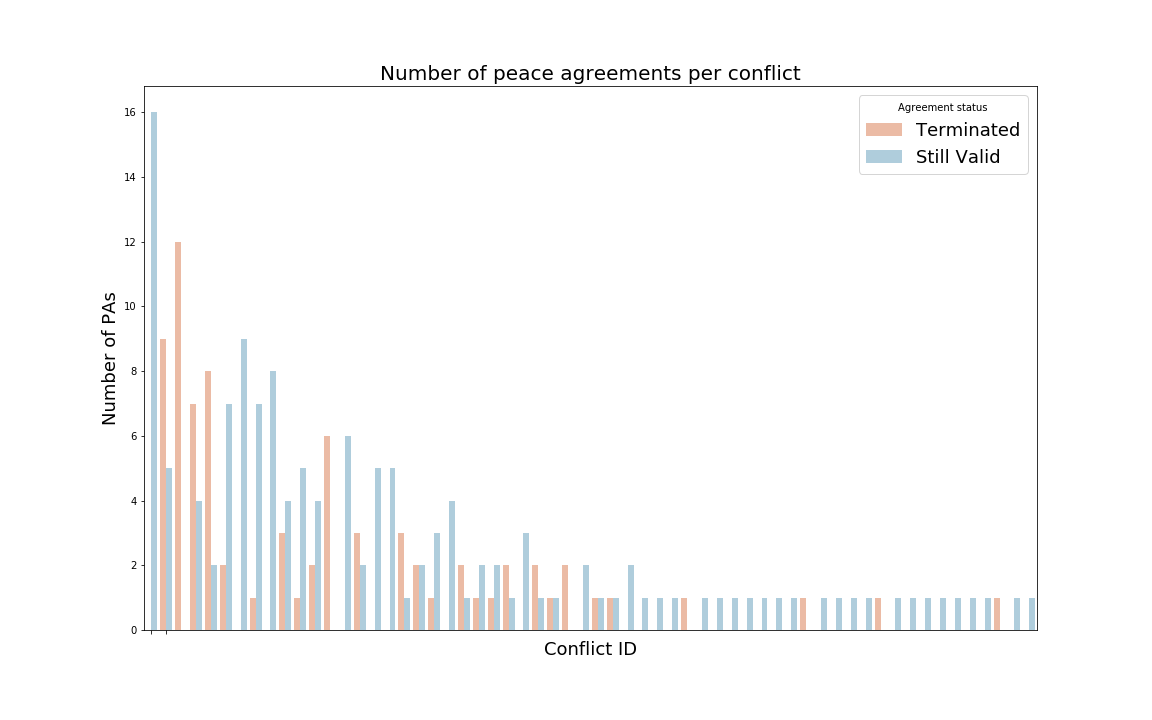 Number of peace agreements per conflict
Agreement status
Terminated
Still Valid
16
14
12
10
8
6
4
2
0
Number of PAs
Conflict ID